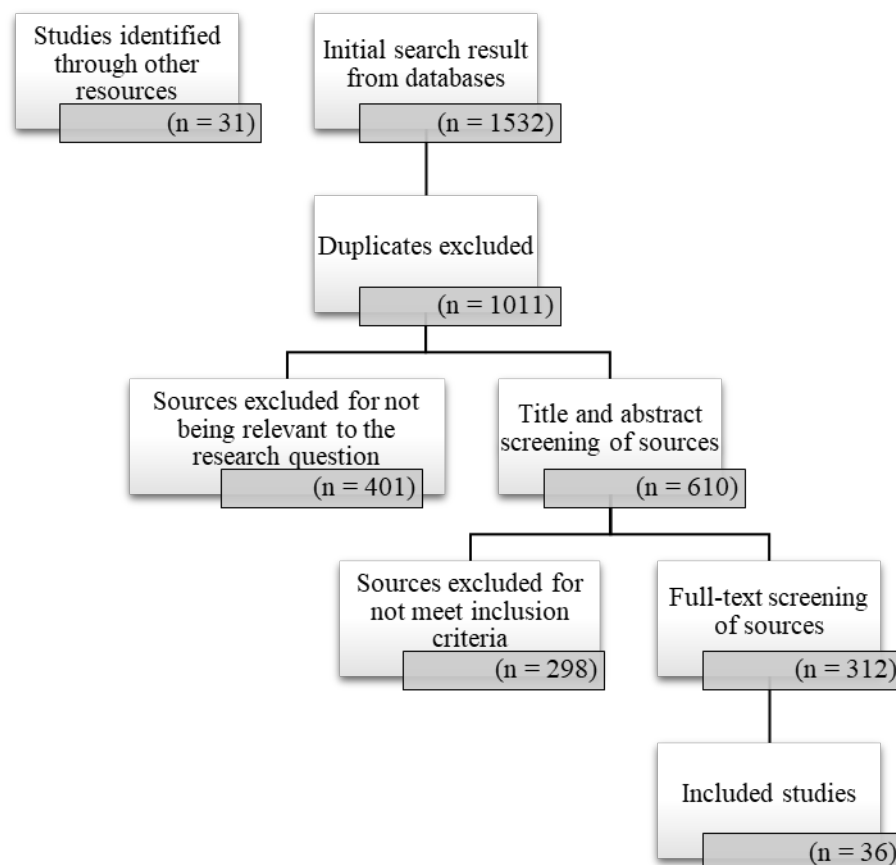 Studies identified
through other
resources
(n = 31)
Initial search result
from databases
(n = 1532)
Duplicates excluded
(n = 1011)
Sources excluded for not
being relevant to the
research question
(n = 401)
Title and abstract
screening of sources
(n = 610)
Sources excluded for
not meet inclusion
criteria
(n = 298)
Full-text screening
of sources
(n = 312)
Included studies
(n = 36)